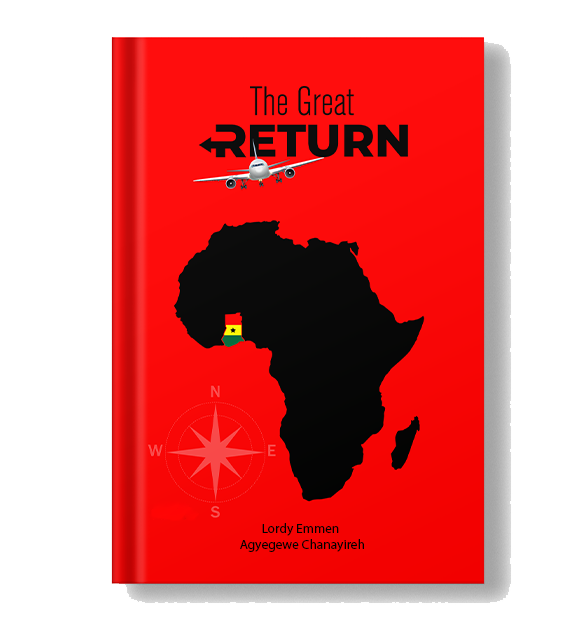 The Great
RETURN
N
W E
S
Lordy Emmen
Agyegewe Chanayireh